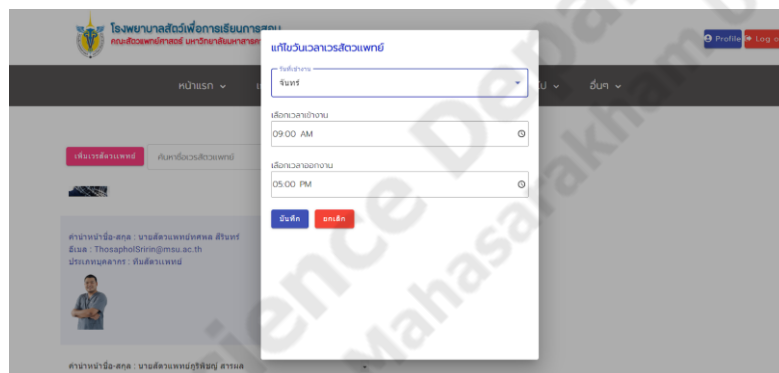 โรงพยาบาลสัตว์เพื่อการเรียนการสอน
คณะสัตวแพทย์ศาสตร์ มหาวิทยาลัยมหาสารคา
Profile
Log o
หน้าแรก
อื่นๆ
แก้ไขวันเวลาเวรสัตวแพทย์
วันที่เข้างาน
จันทร์
เลือกเวลาเข้างาน
09:00 AM
เลือกเวลาออกงาน
05:00 PM
บันทึก
ยกเลิก
เพิ่มเวรสัตวแพทย์
ค้นหาชื่อเวรสัตวแพทย์
คำนำหน้าชื่อ-สกุล : นายสัตวแพทย์ทศพล สิรินทร์
อีเมล : ThosapholSririn@msu.ac.th
ประเภทบุคลากร : ทีมสัตวแพทย์
คำนำหน้าชื่อ-สกุล : นายสัตวแพทย์ภูริพิชญ์ สารผล
ience Depa
Mahasarakham U